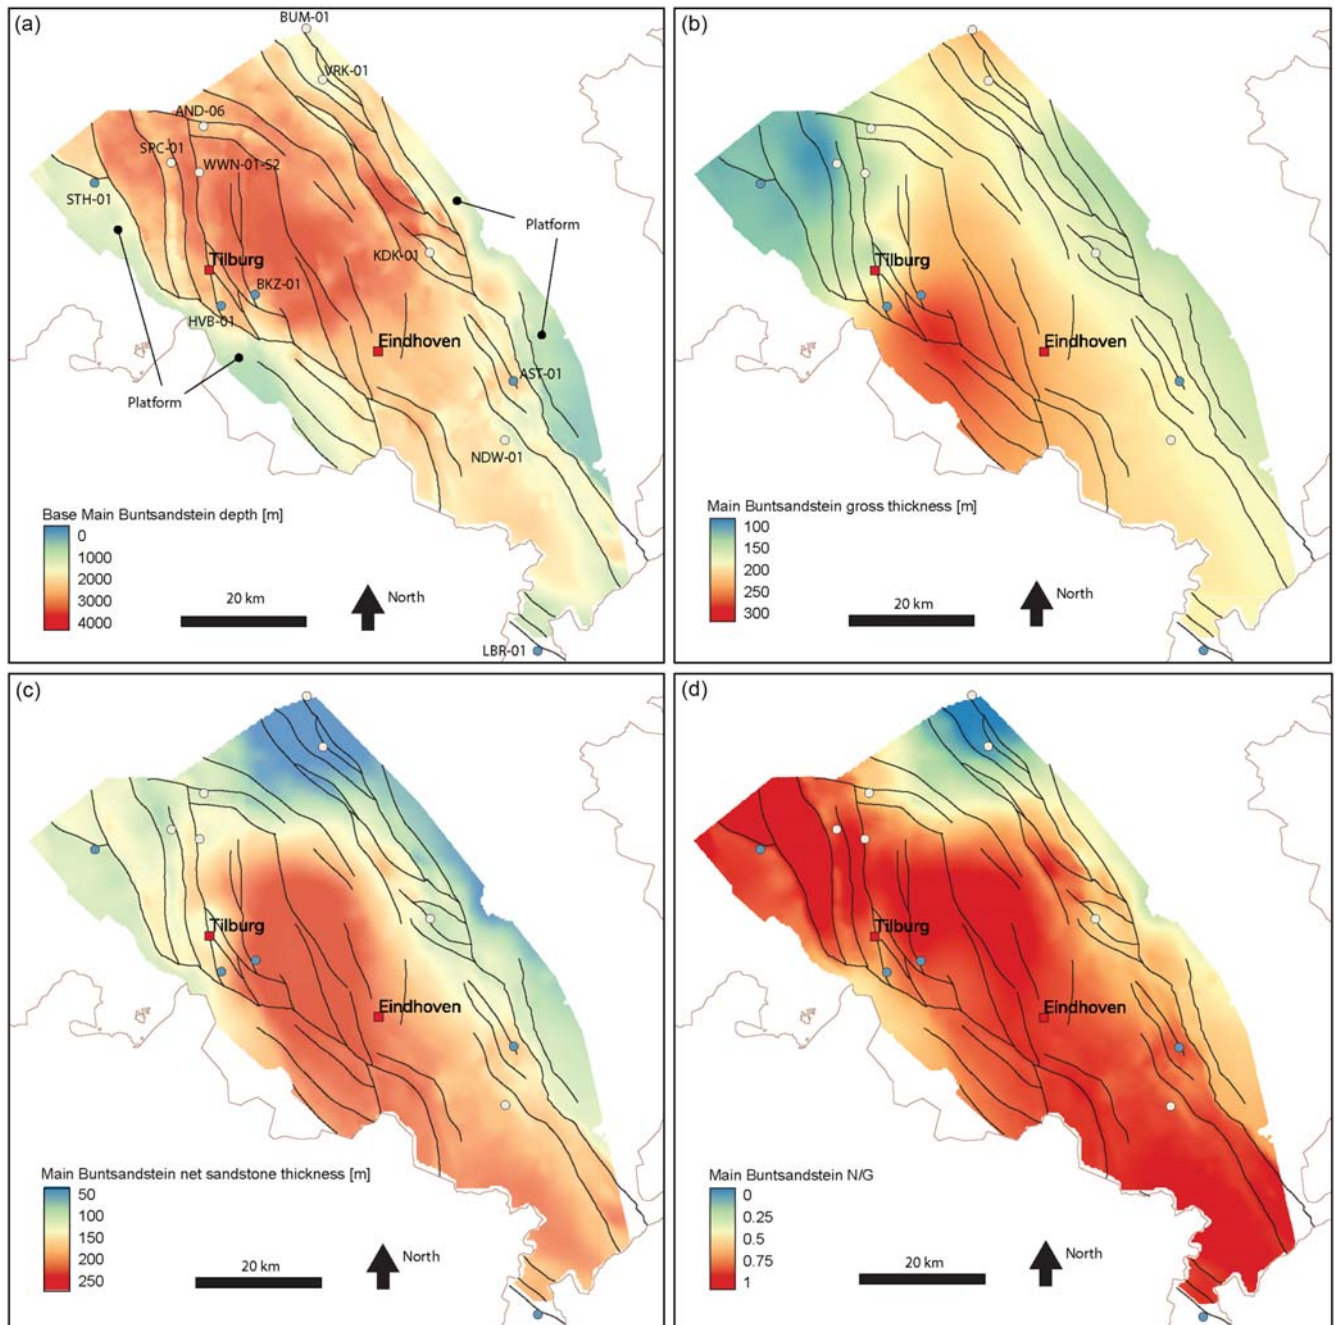 (a)
BUM-01
VRK-01
AND-06
SPC-01
WWN-01-S2
STH-01
Platform
KDK-01
Tilburg
BKZ-01
HVB-01
Eindhoven
AST-01
Platform
NDW-01
Base Main Buntsandstein depth [m]
0
1000
2000
3000
4000
20 km
North
LBR-01
(b)
Tilburg
Eindhoven
Main Buntsandstein gross thickness [m]
100
150
200
250
300
20 km
North
(c)
Tilburg
Eindhoven
Main Buntsandstein net sandstone thickness [m]
50
100
150
200
250
20 km
North
(d)
Tilburg
Eindhoven
Main Buntsandstein N/G
0
0.25
0.5
0.75
1
20 km
North